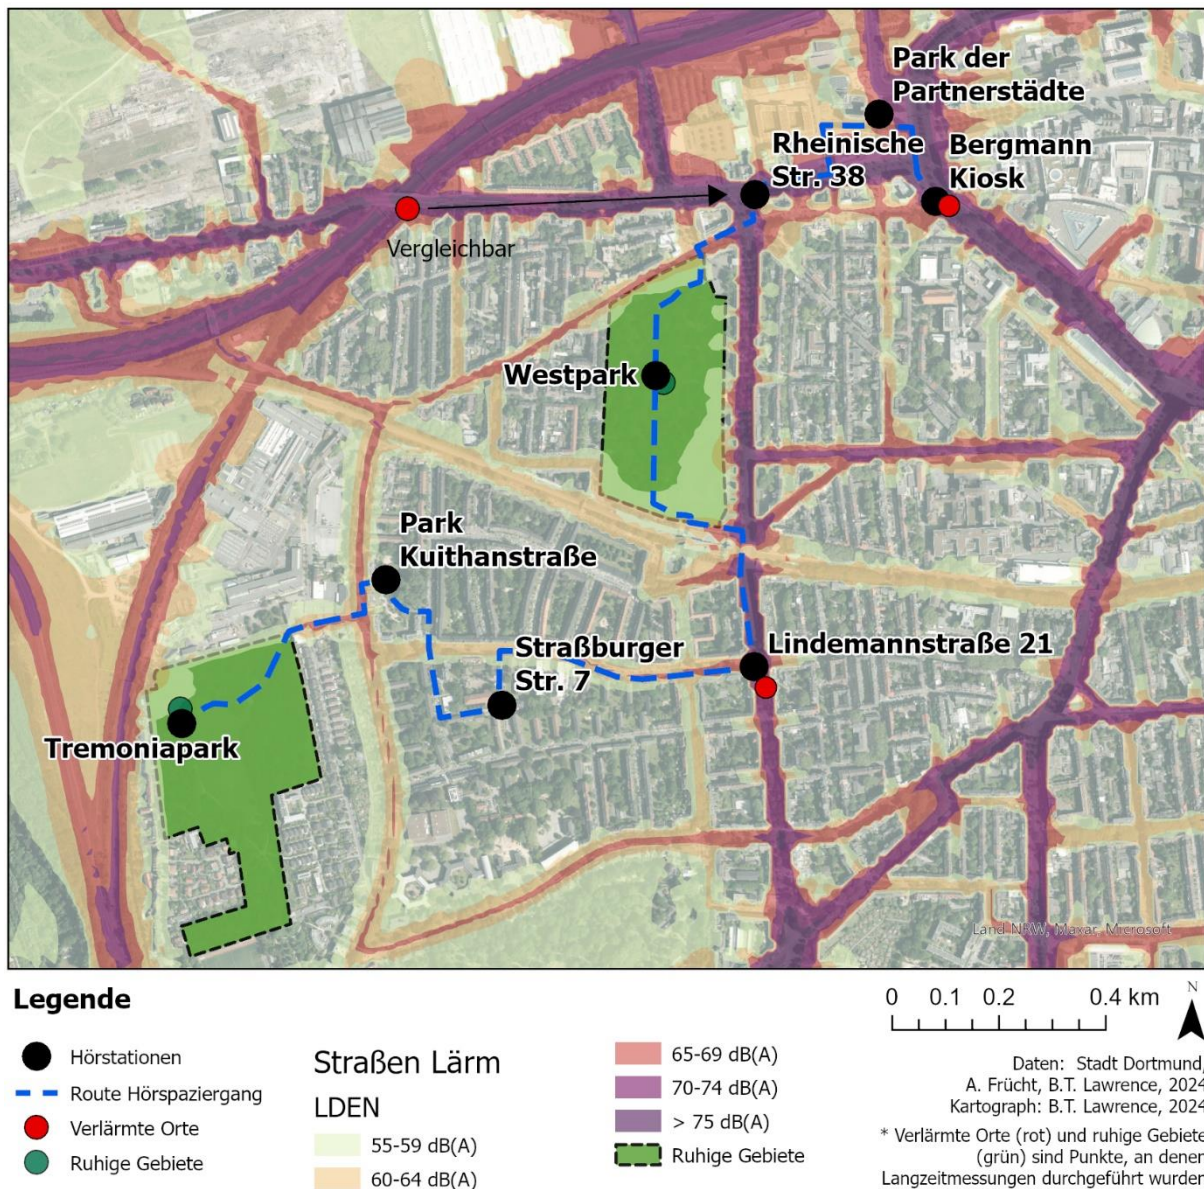 Park der
Partnerstädte
Rheinische
Str. 38
Bergmann
Kiosk
Vergleichbar
Westpark
Park
Kuithanstraße
Straßburger
Str. 7
Lindemannstraße 21
Tremoniapark
Land NRW, Maxar, Microsoft
Legende
Hörstationen
Route Hörspaziergang
Verlärmte Orte
Ruhige Gebiete
Straßen Lärm
LDEN
55-59 dB(A)
60-64 dB(A)
65-69 dB(A)
70-74 dB(A)
> 75 dB(A)
Ruhige Gebiete
0 0.1 0.2 0.4 km
N
Daten: Stadt Dortmund,
A. Frücht, B.T. Lawrence, 2024
Kartograph: B.T. Lawrence, 2024
* Verlärmte Orte (rot) und ruhige Gebiete
(grün) sind Punkte, an denen
Langzeitmessungen durchgeführt wurden